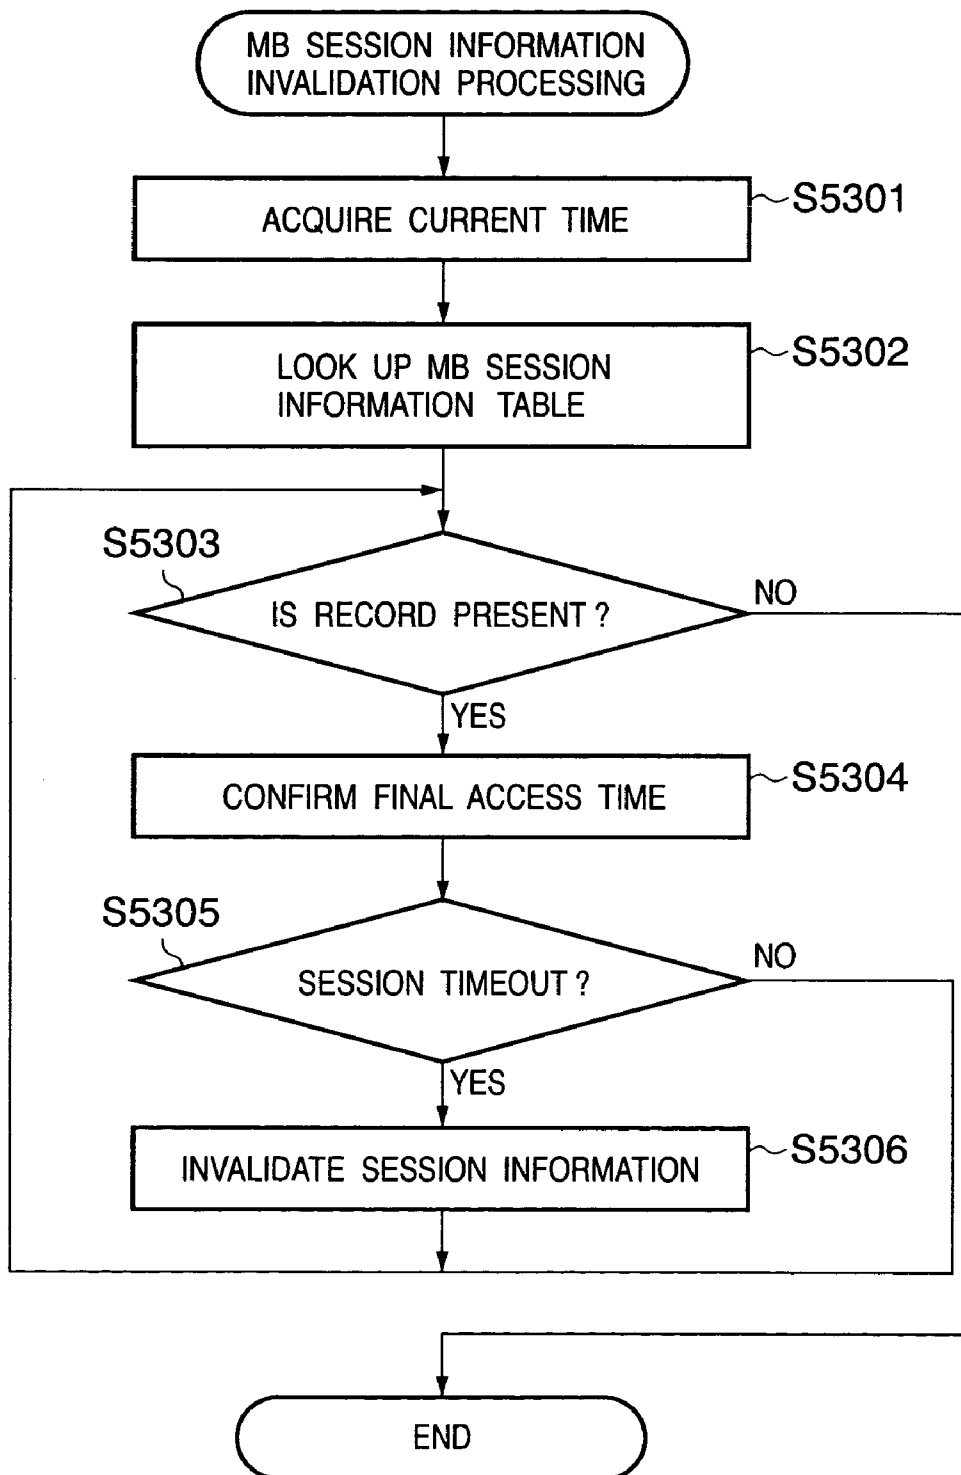 MB SESSION INFORMATION
INVALIDATION PROCESSING
S5301
ACQUIRE CURRENT TIME
S5302
LOOK UP MB SESSION
INFORMATION TABLE
S5303
IS RECORD PRESENT?
NO
YES
S5304
CONFIRM FINAL ACCESS TIME
S5305
SESSION TIMEOUT?
NO
YES
S5306
INVALIDATE SESSION INFORMATION
END